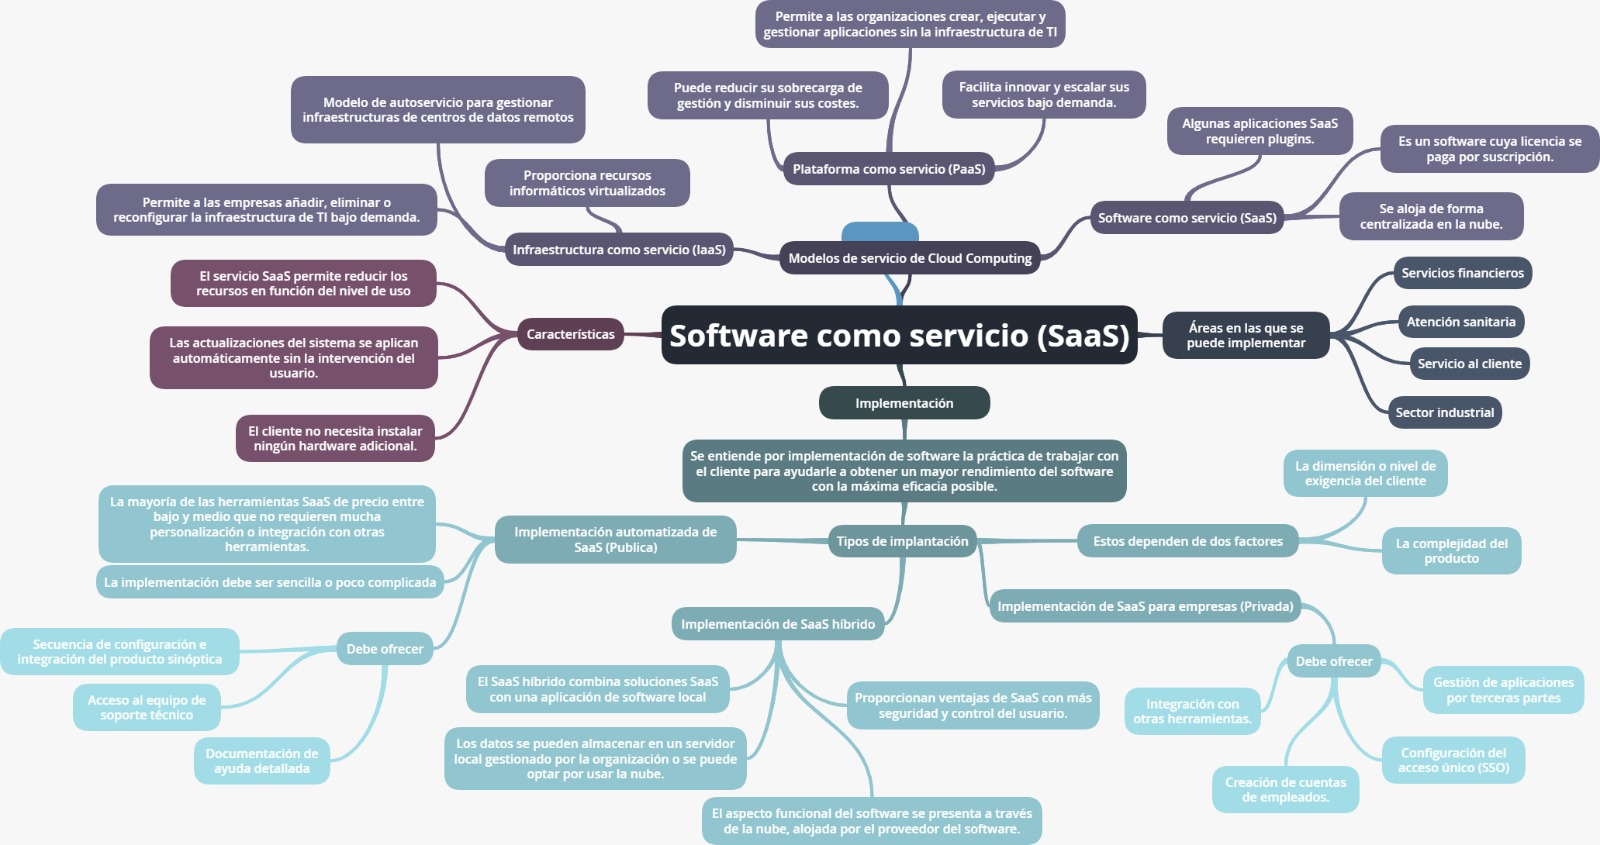 Permite a las organizaciones crear, ejecutar y
gestionar aplicaciones sin la infraestructura de TI
Modelo de autoservicio para gestionar
infraestructuras de centros de datos remotos
Puede reducir su sobrecarga de
gestión y disminuir sus costes.
Facilita innovar y escalar sus
servicios bajo demanda.
Algunas aplicaciones SaaS
requieren plugins.
Es un software cuya licencia se
paga por suscripción.
Plataforma como servicio (PaaS)
Proporciona recursos
informáticos virtualizados
Permite a las empresas añadir, eliminar o
reconfigurar la infraestructura de TI bajo demanda.
Software como servicio (SaaS)
Se aloja de forma
centralizada en la nube.
Infraestructura como servicio (IaaS)
Modelos de servicio de Cloud Computing
El servicio SaaS permite reducir los
recursos en función del nivel de uso
Las actualizaciones del sistema se aplican
automáticamente sin la intervención del
usuario.
El cliente no necesita instalar
ningún hardware adicional.
Características
Software como servicio (SaaS)
Áreas en las que se
puede implementar
Servicios financieros
Atención sanitaria
Servicio al cliente
Sector industrial
Implementación
Se entiende por implementación de software la práctica de trabajar con
el cliente para ayudarle a obtener un mayor rendimiento del software
con la máxima eficacia posible.
Tipos de implantación
Estos dependen de dos factores
La dimensión o nivel de
exigencia del cliente
La complejidad del
producto
Implementación automatizada de
SaaS (Publica)
La mayoría de las herramientas SaaS de precio entre
bajo y medio que no requieren mucha
personalización o integración con otras
herramientas.
La implementación debe ser sencilla o poco complicada
Debe ofrecer
Secuencia de configuración e
integración del producto sinóptica
Acceso al equipo de
soporte técnico
Documentación de
ayuda detallada
Implementación de SaaS híbrido
El SaaS híbrido combina soluciones SaaS
con una aplicación de software local
Los datos se pueden almacenar en un servidor
local gestionado por la organización o se puede
optar por usar la nube.
Proporcionan ventajas de SaaS con más
seguridad y control del usuario.
El aspecto funcional del software se presenta a través
de la nube, alojada por el proveedor del software.
Implementación de SaaS para empresas (Privada)
Debe ofrecer
Integración con
otras herramientas.
Gestión de aplicaciones
por terceras partes
Configuración del
acceso único (SSO)
Creación de cuentas
de empleados.